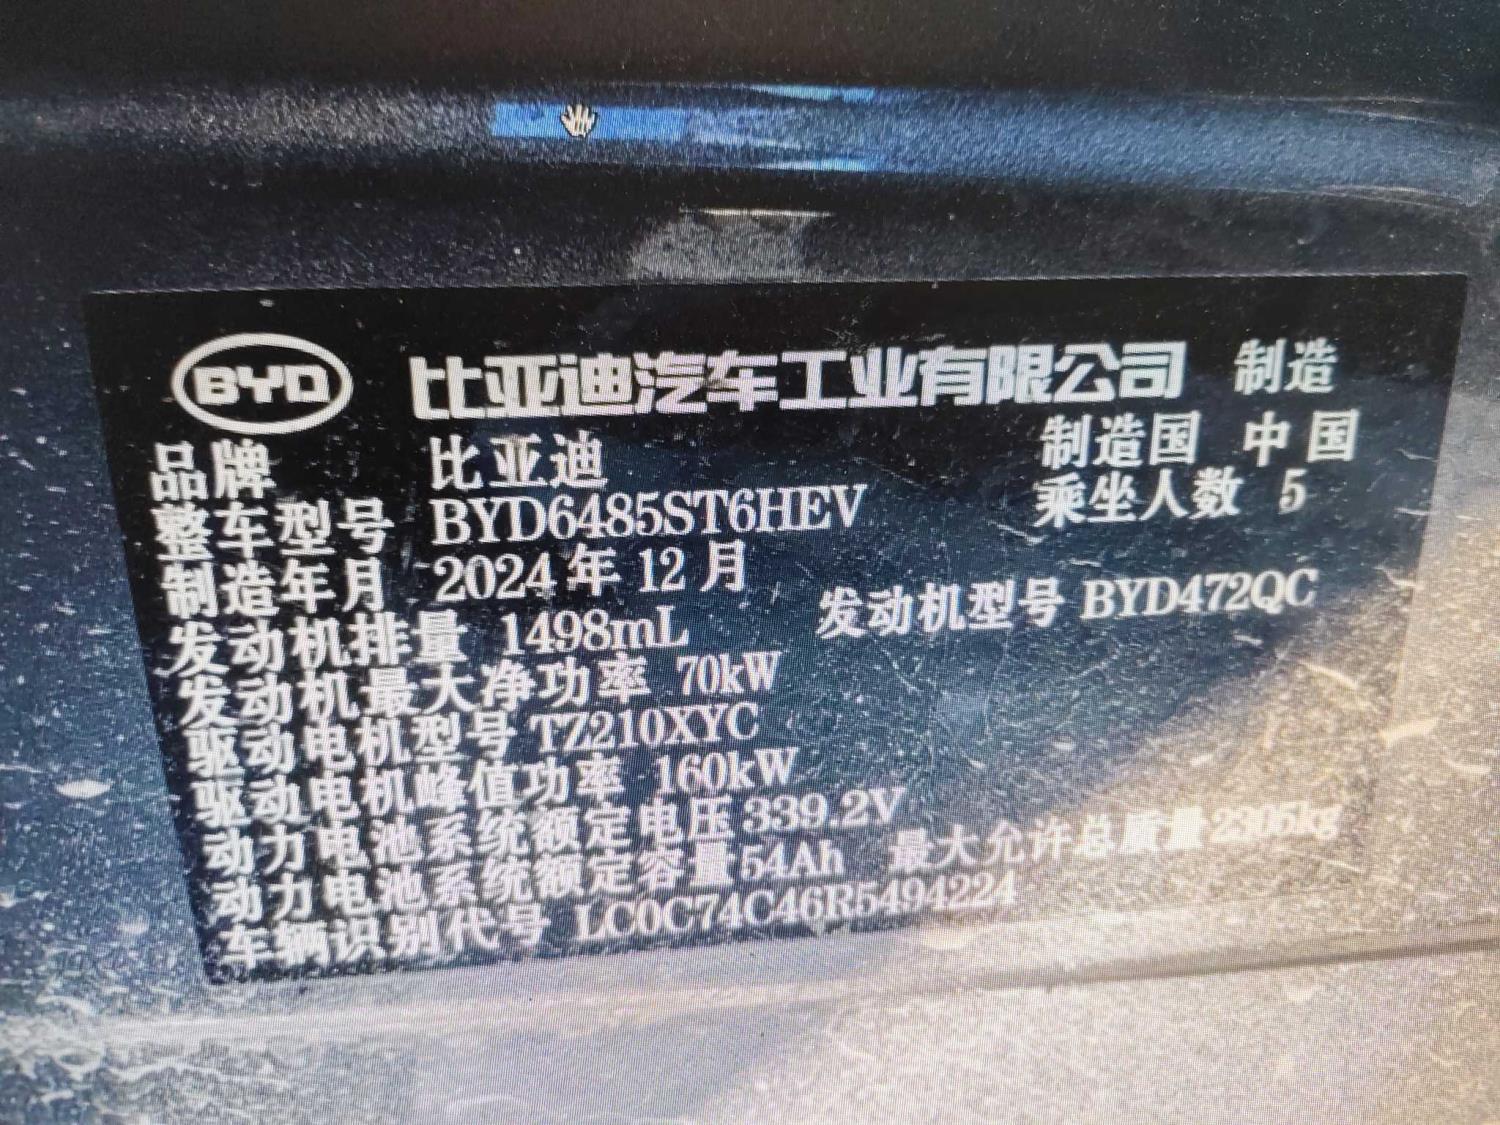 BYD 比亚迪汽车工业有限公司 制造
品牌 比亚迪 制造国 中国
整车型号 BYD6485ST6HEV 乘坐人数 5
制造年月 2024年12月
发动机排量 1498mL 发动机型号 BYD472QC
发动机最大净功率 70kW
驱动电机型号 TZ210XYC
驱动电机峰值功率 160kW
动力电池系统额定电压 339.2V
动力电池系统额定容量 54Ah 最大允许总质量
车辆识别代号 LC0C74C46R5494224